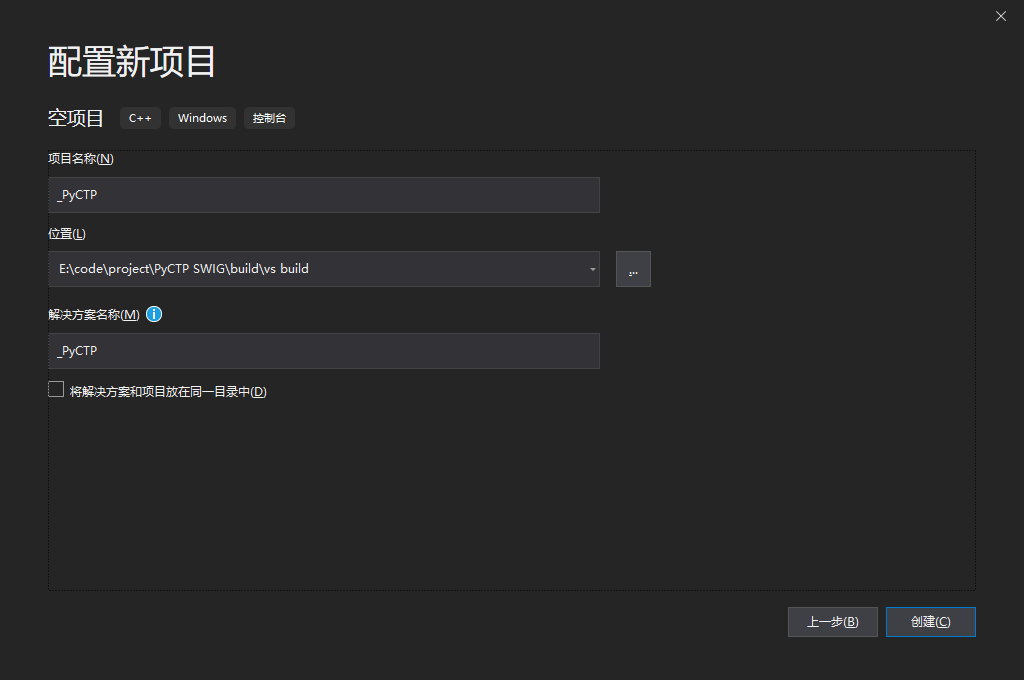 配置新项目
空项目 C++ Windows 控制台
项目名称(N)
_PyCTP
位置(L)
E:\code\project\PyCTP SWIG\build\vs build
...
解决方案名称(M)
_PyCTP
将解决方案和项目放在同一目录中(D)
上一步(B) 创建(C)